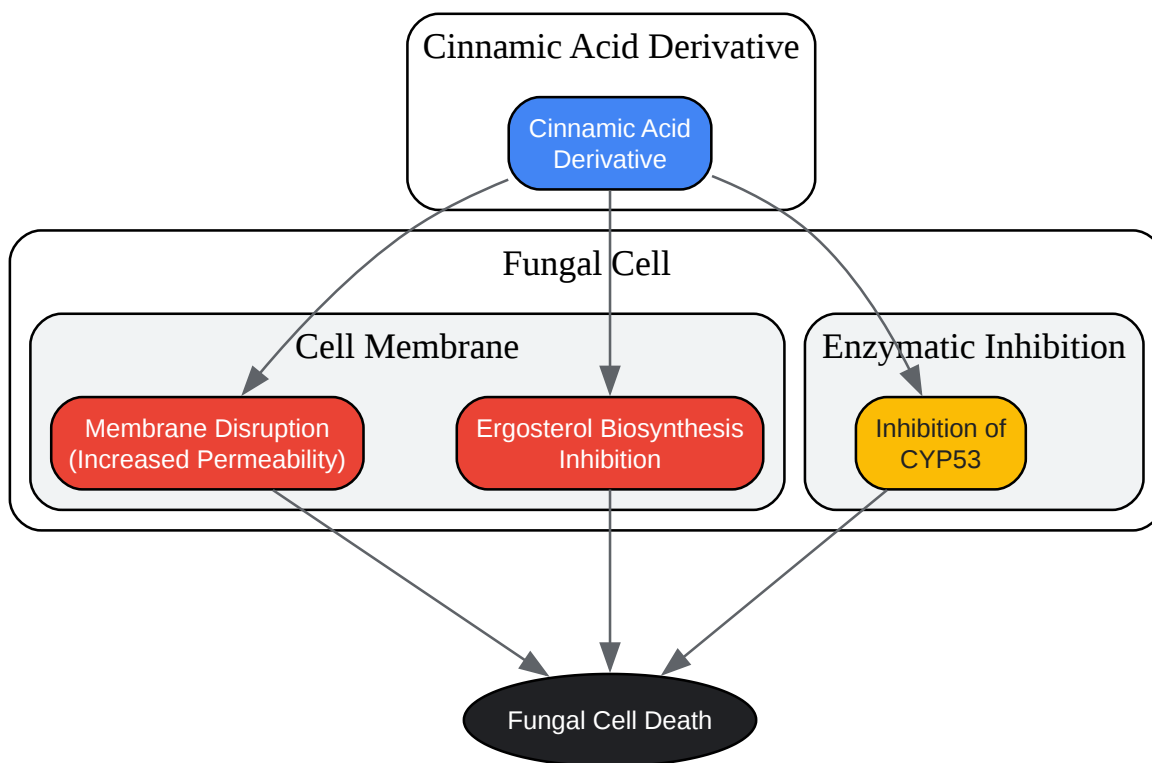 Cinnamic Acid Derivative
Cinnamic Acid
Derivative
Fungal Cell
Cell Membrane
Enzymatic Inhibition
Membrane Disruption
(Increased Permeability)
Ergosterol Biosynthesis
Inhibition
Inhibition of
CYP53
Fungal Cell Death